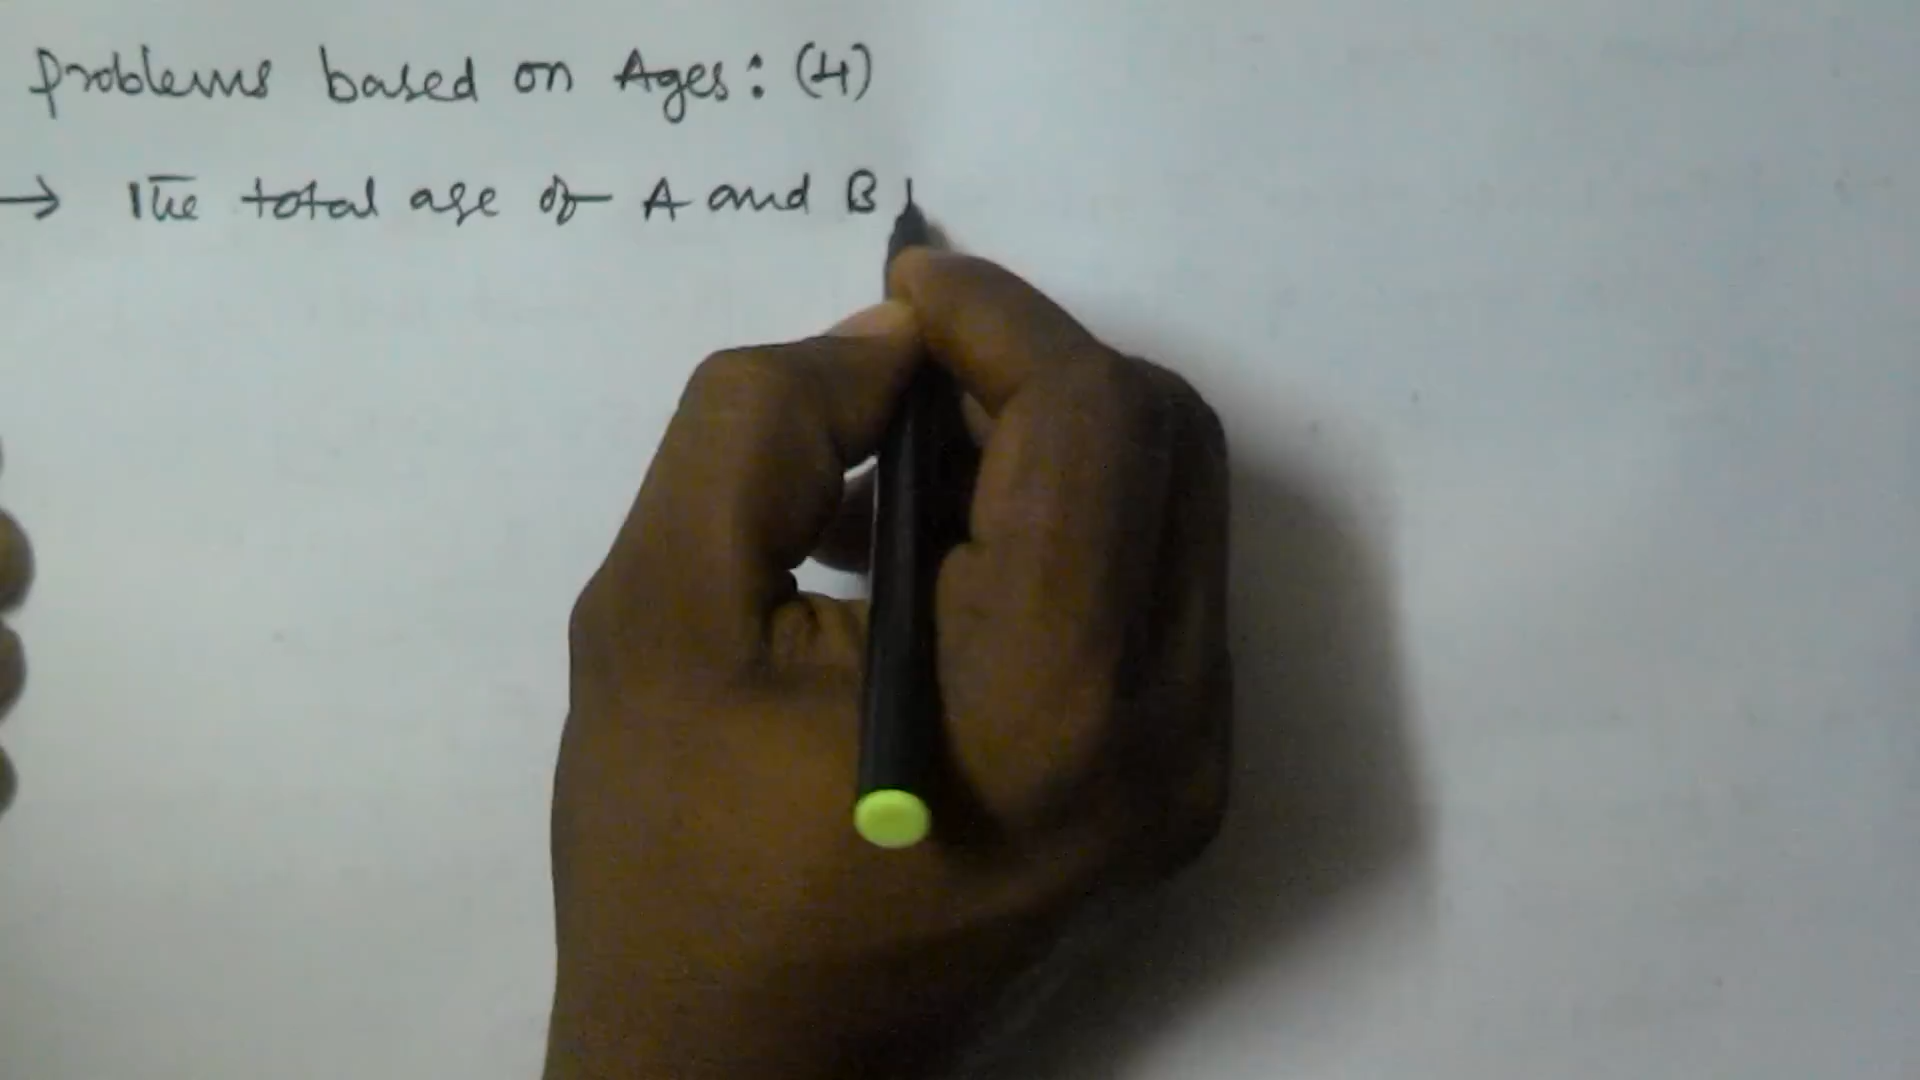 Problems based on Ages: (4)
→ The total age of A and B